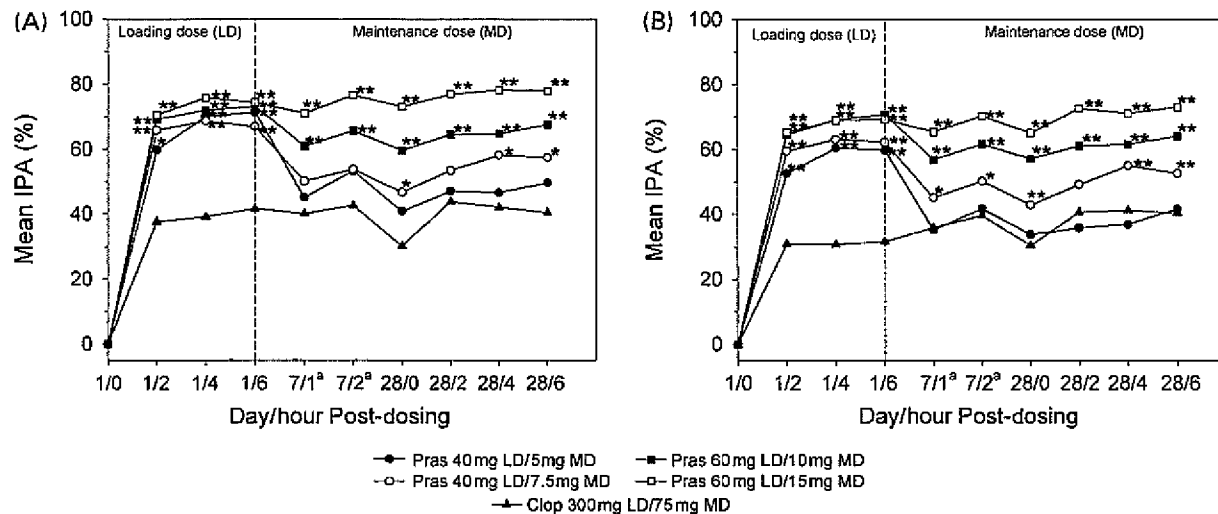 (A)
Loading dose (LD) Maintenance dose (MD)
Mean IPA (%)
100
80
60
40
20
0
** ** ** ** ** ** ** ** **
** ** ** ** ** ** ** ** **
** ** ** * * *
* ** **
1/0 1/2 1/4 1/6 7/1ᵃ 7/2ᵃ 28/0 28/2 28/4 28/6
Day/hour Post-dosing
(B)
Loading dose (LD) Maintenance dose (MD)
Mean IPA (%)
100
80
60
40
20
0
** ** ** ** ** ** ** ** **
** ** ** ** ** ** ** ** **
** ** ** * * ** ** **
** ** **
1/0 1/2 1/4 1/6 7/1ᵃ 7/2ᵃ 28/0 28/2 28/4 28/6
Day/hour Post-dosing
Pras 40mg LD/5mg MD Pras 60mg LD/10mg MD
Pras 40mg LD/7.5mg MD Pras 60mg LD/15mg MD
Clop 300mg LD/75mg MD